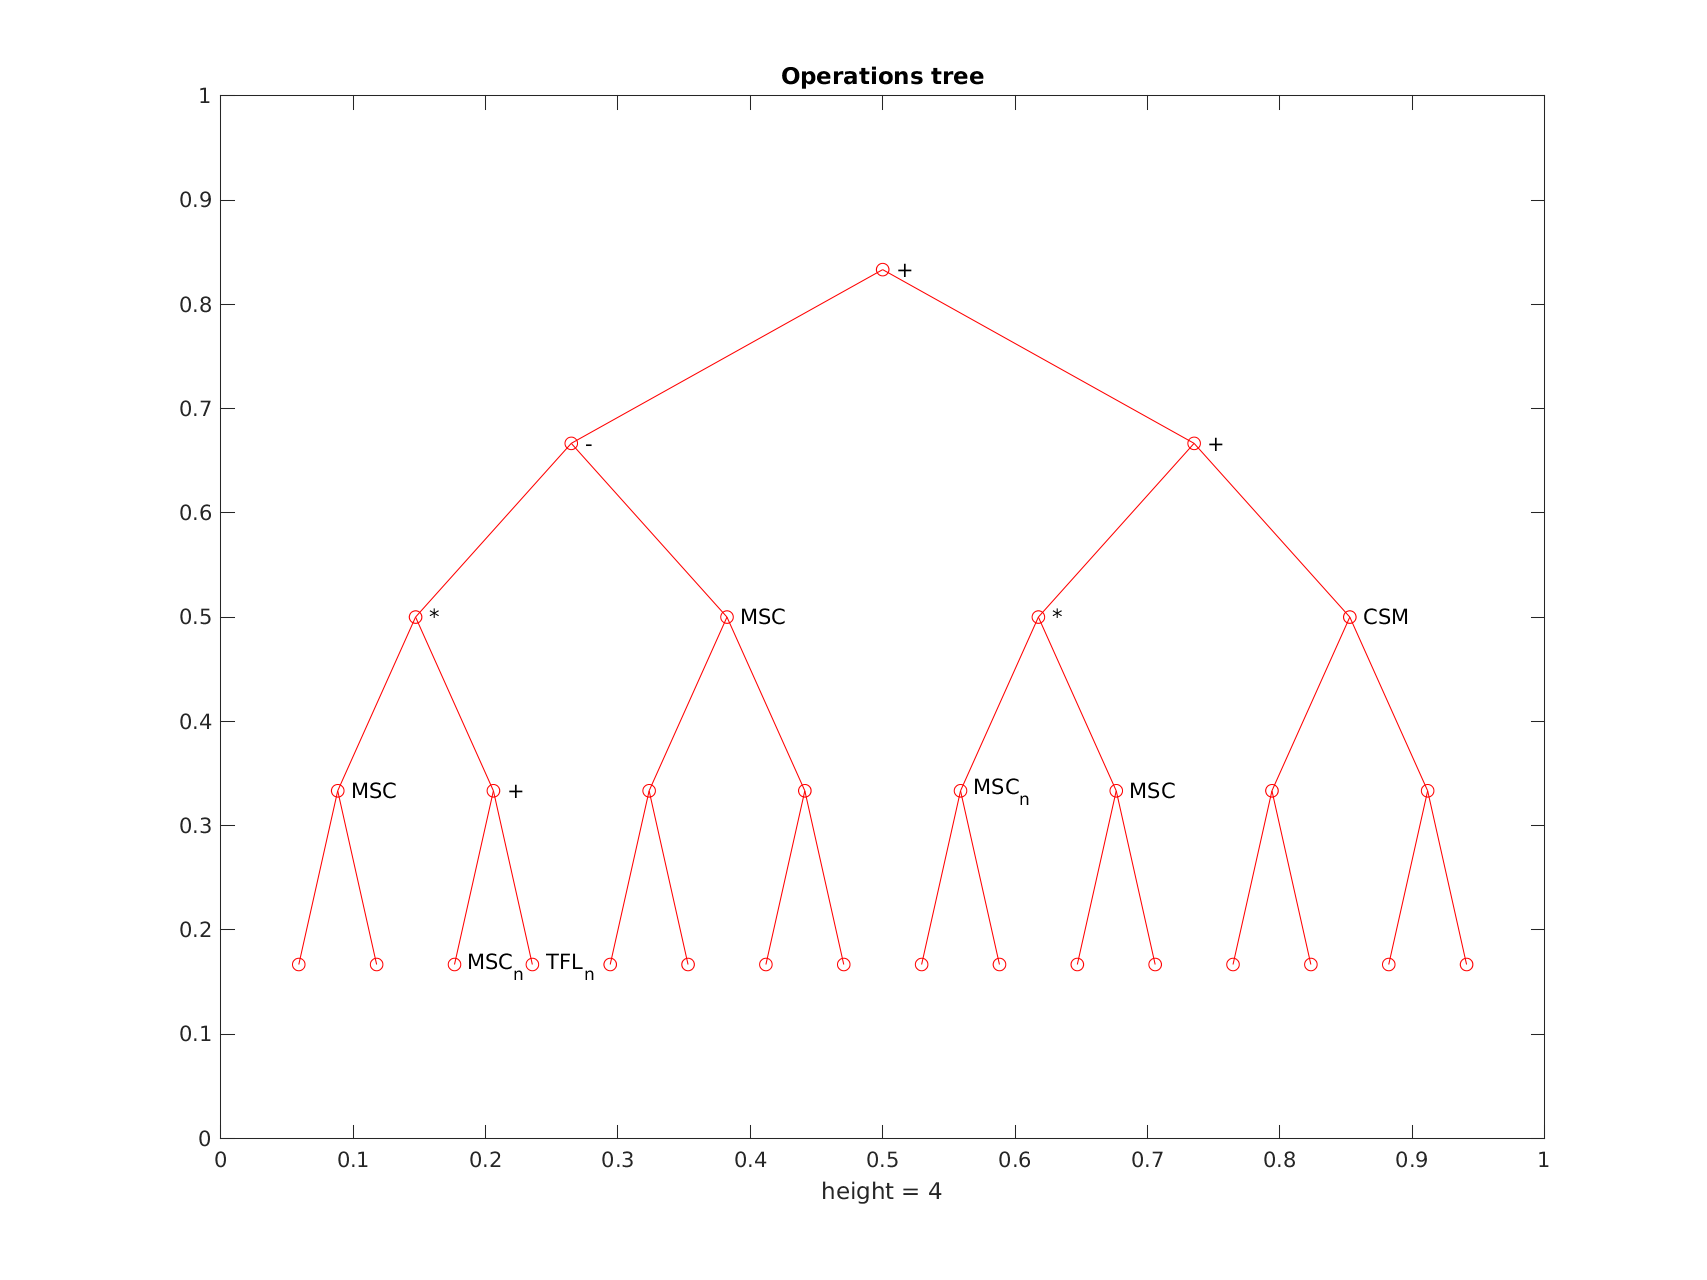 Operations tree
1
0.9
+
0.8
0.7
- +
0.6
0.5 * MSC * CSM
0.4
MSC + MSC_n MSC
0.3
0.2
MSC_n TFL_n
0.1
0
0 0.1 0.2 0.3 0.4 0.5 0.6 0.7 0.8 0.9 1
height = 4